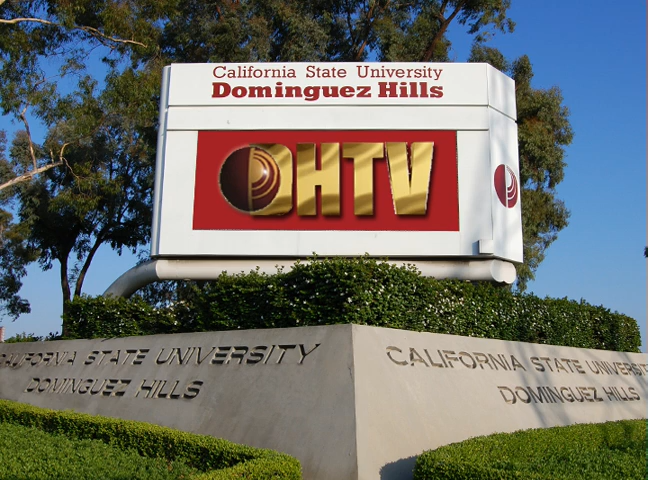 California State University
Dominguez Hills
DHTV
CALIFORNIA STATE UNIVERSITY
DOMINGUEZ HILLS
CALIFORNIA STATE UNIVERSITY
DOMINGUEZ HILLS